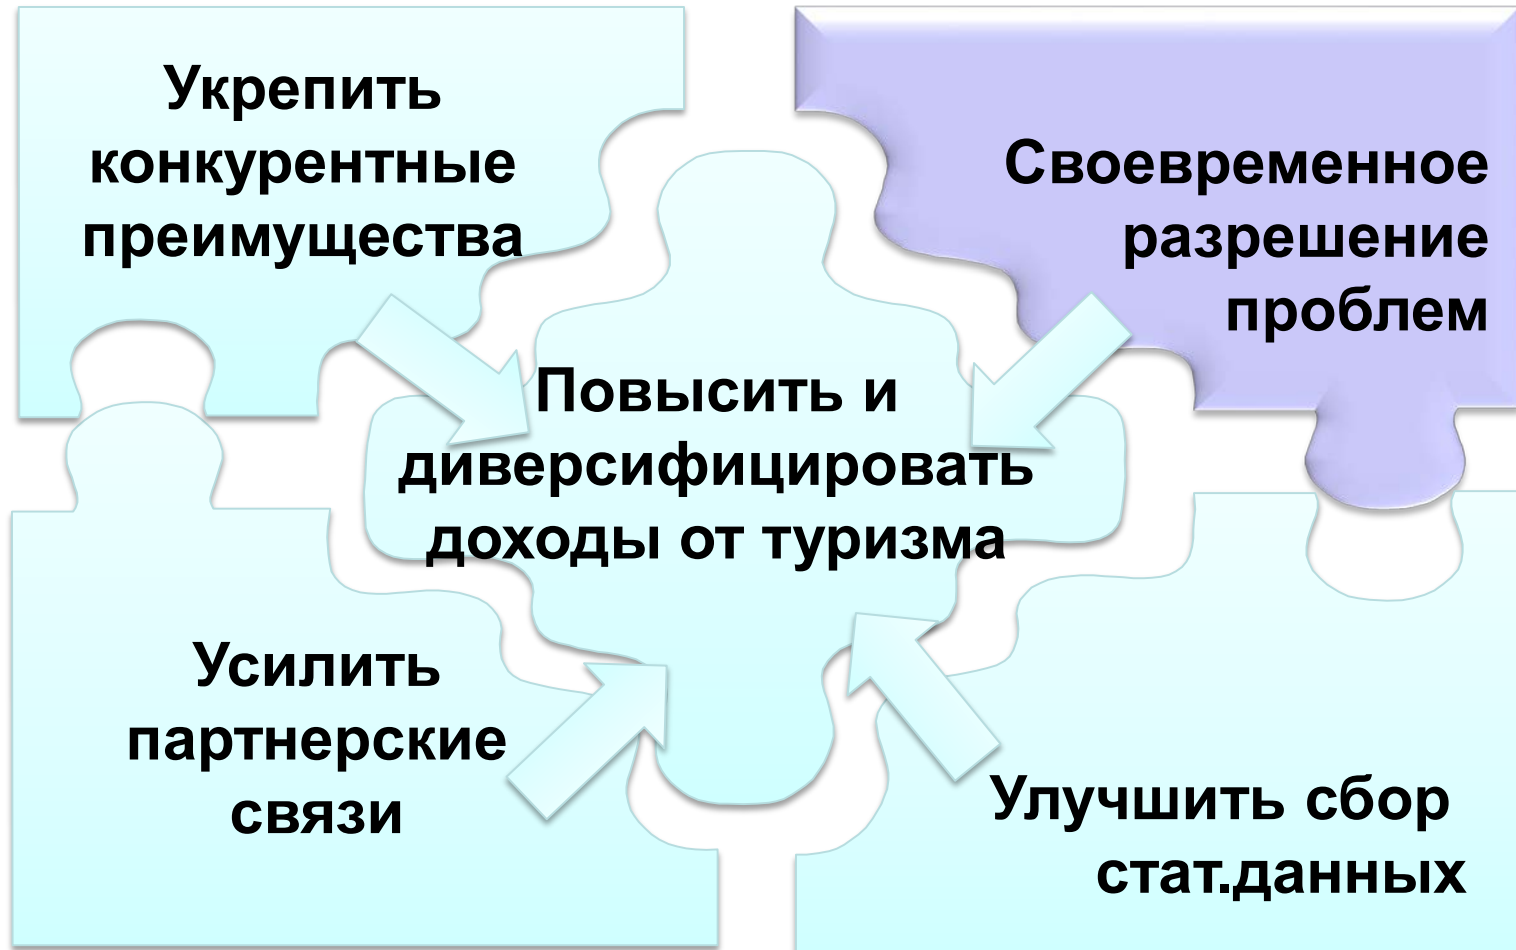 Укрепить
конкурентные
преимущества
Своевременное
разрешение
проблем
Повысить и
диверсифицировать
доходы от туризма
Усилить
партнерские
связи
Улучшить сбор
стат.данных